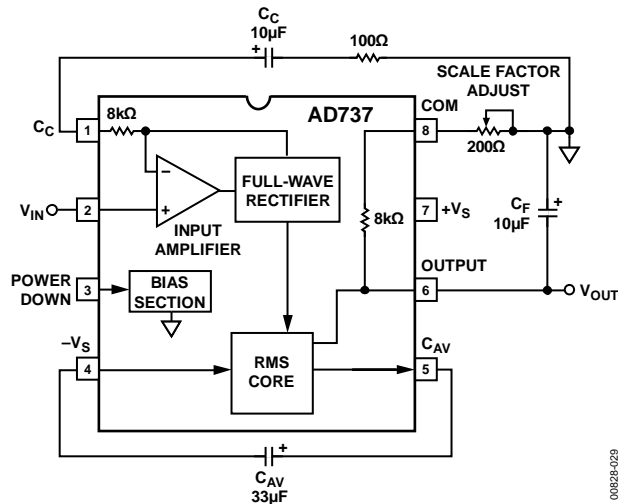 C_C
10µF
100Ω
SCALE FACTOR
ADJUST
8kΩ
AD737
COM
C_C
1
8
200Ω
FULL-WAVE
RECTIFIER
8kΩ
C_F
10µF
+
–
+
V_IN
2
INPUT
AMPLIFIER
7
+V_S
+
POWER
DOWN
3
BIAS
SECTION
OUTPUT
6
V_OUT
–V_S
4
RMS
CORE
C_AV
5
+
C_AV
33µF
00828-029